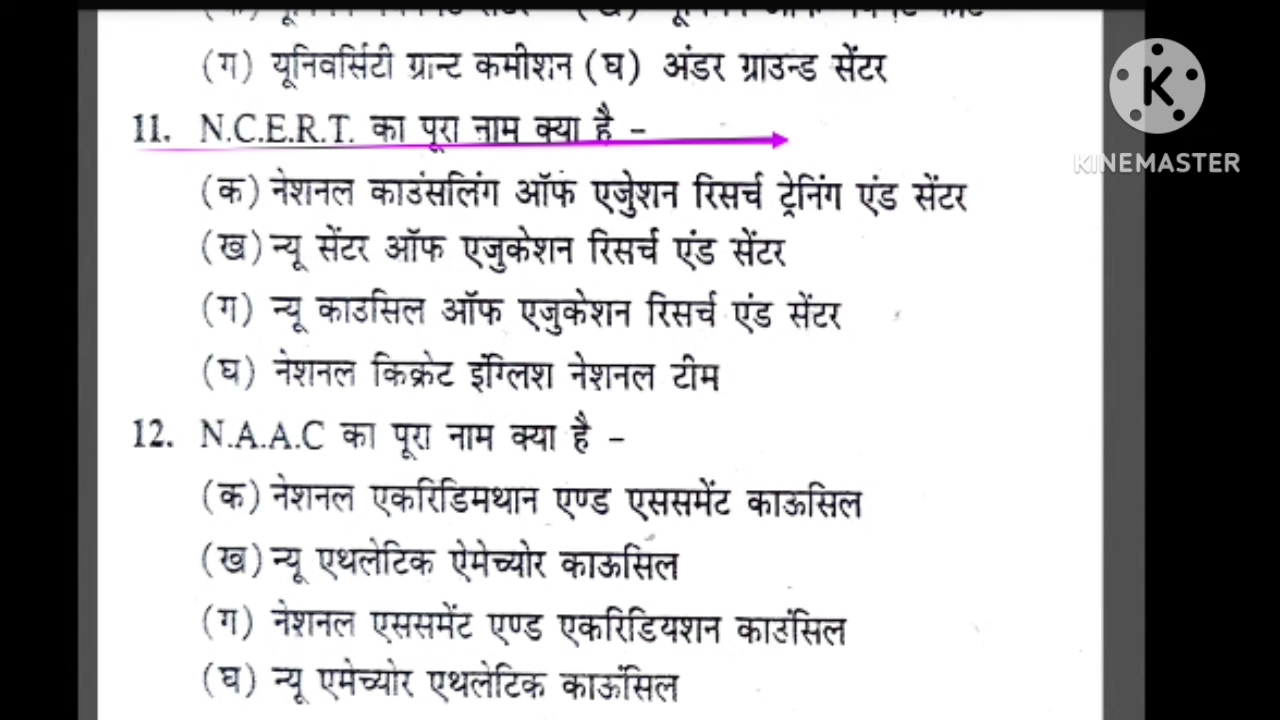 (ग) यूनिवर्सिटी ग्रान्ट कमीशन (घ) अंडर ग्राउन्ड सेंटर
11. N.C.E.R.T. का पूरा नाम क्या है -
(क) नेशनल काउंसलिंग ऑफ एर्जुेशन रिसर्च ट्रेनिंग एंड सेंटर
(ख) न्यू सेंटर ऑफ एजुकेशन रिसर्च एंड सेंटर
(ग) न्यू काउसिल ऑफ एजुकेशन रिसर्च एंड सेंटर
(घ) नेशनल किक्रेट इंग्लिश नेशनल टीम
12. N.A.A.C का पूरा नाम क्या है -
(क) नेशनल एकरिडिमथान एण्ड एससमेंट काऊसिल
(ख) न्यू एथलेटिक ऐमेच्योर काऊसिल
(ग) नेशनल एससमेंट एण्ड एकरिडियशन काउंसिल
(घ) न्यू एमेच्योर एथलेटिक काऊंसिल
K
KINEMASTER